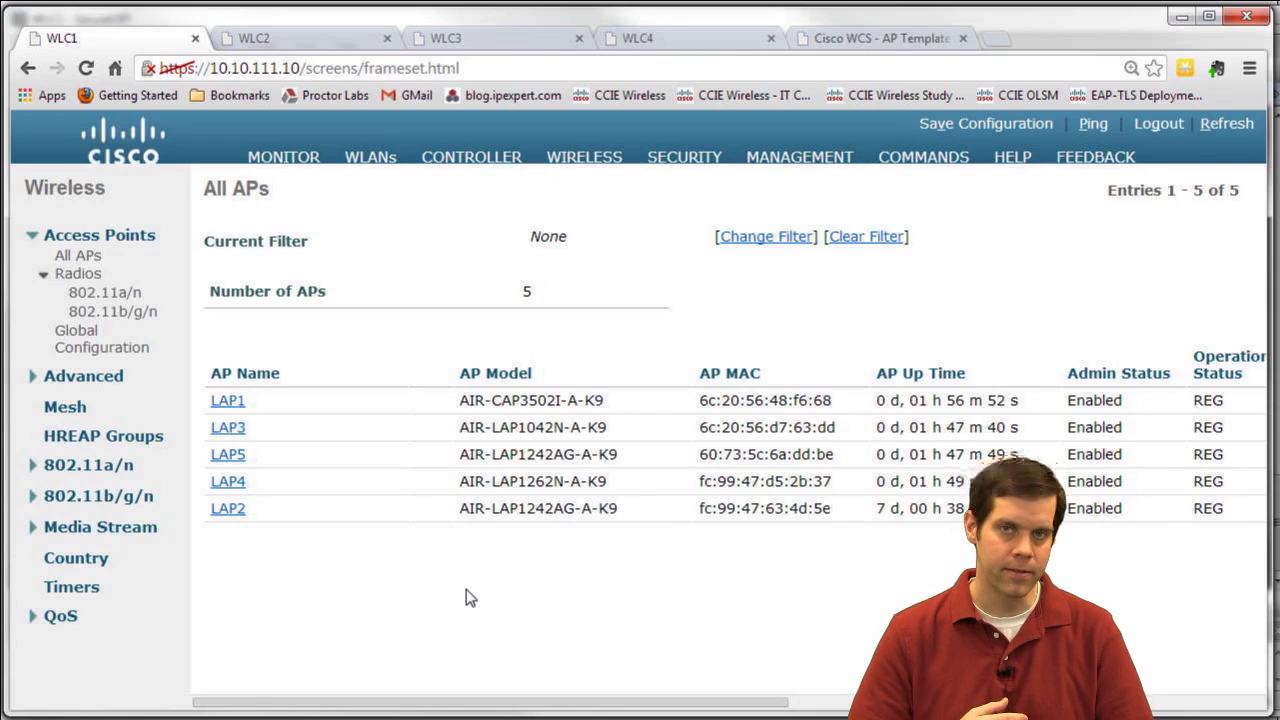 WLC1
WLC2
WLC3
WLC4
Cisco WCS - AP Template
https://10.10.111.10/screens/frameset.html
Apps
Getting Started
Bookmarks
Proctor Labs
GMail
blog.ipexpert.com
CCIE Wireless
CCIE Wireless - IT C...
CCIE Wireless Study ...
CCIE OLSM
EAP-TLS Deployme...
Save Configuration | Ping | Logout | Refresh
CISCO
MONITOR WLANs CONTROLLER WIRELESS SECURITY MANAGEMENT COMMANDS HELP FEEDBACK
Wireless
Access Points
All APs
Radios
802.11a/n
802.11b/g/n
Global
Configuration
Advanced
Mesh
HREAP Groups
802.11a/n
802.11b/g/n
Media Stream
Country
Timers
QoS
All APs
Entries 1 - 5 of 5
Current Filter None [Change Filter] [Clear Filter]
Number of APs 5
AP Name AP Model AP MAC AP Up Time Admin Status Operation Status
LAP1 AIR-CAP3502I-A-K9 6c:20:56:48:f6:68 0 d, 01 h 56 m 52 s Enabled REG
LAP3 AIR-LAP1042N-A-K9 6c:20:56:d7:63:dd 0 d, 01 h 47 m 40 s Enabled REG
LAP5 AIR-LAP1242AG-A-K9 60:73:5c:6a:dd:be 0 d, 01 h 47 m 49 s Enabled REG
LAP4 AIR-LAP1262N-A-K9 fc:99:47:d5:2b:37 0 d, 01 h 49 Enabled REG
LAP2 AIR-LAP1242AG-A-K9 fc:99:47:63:4d:5e 7 d, 00 h 38 Enabled REG